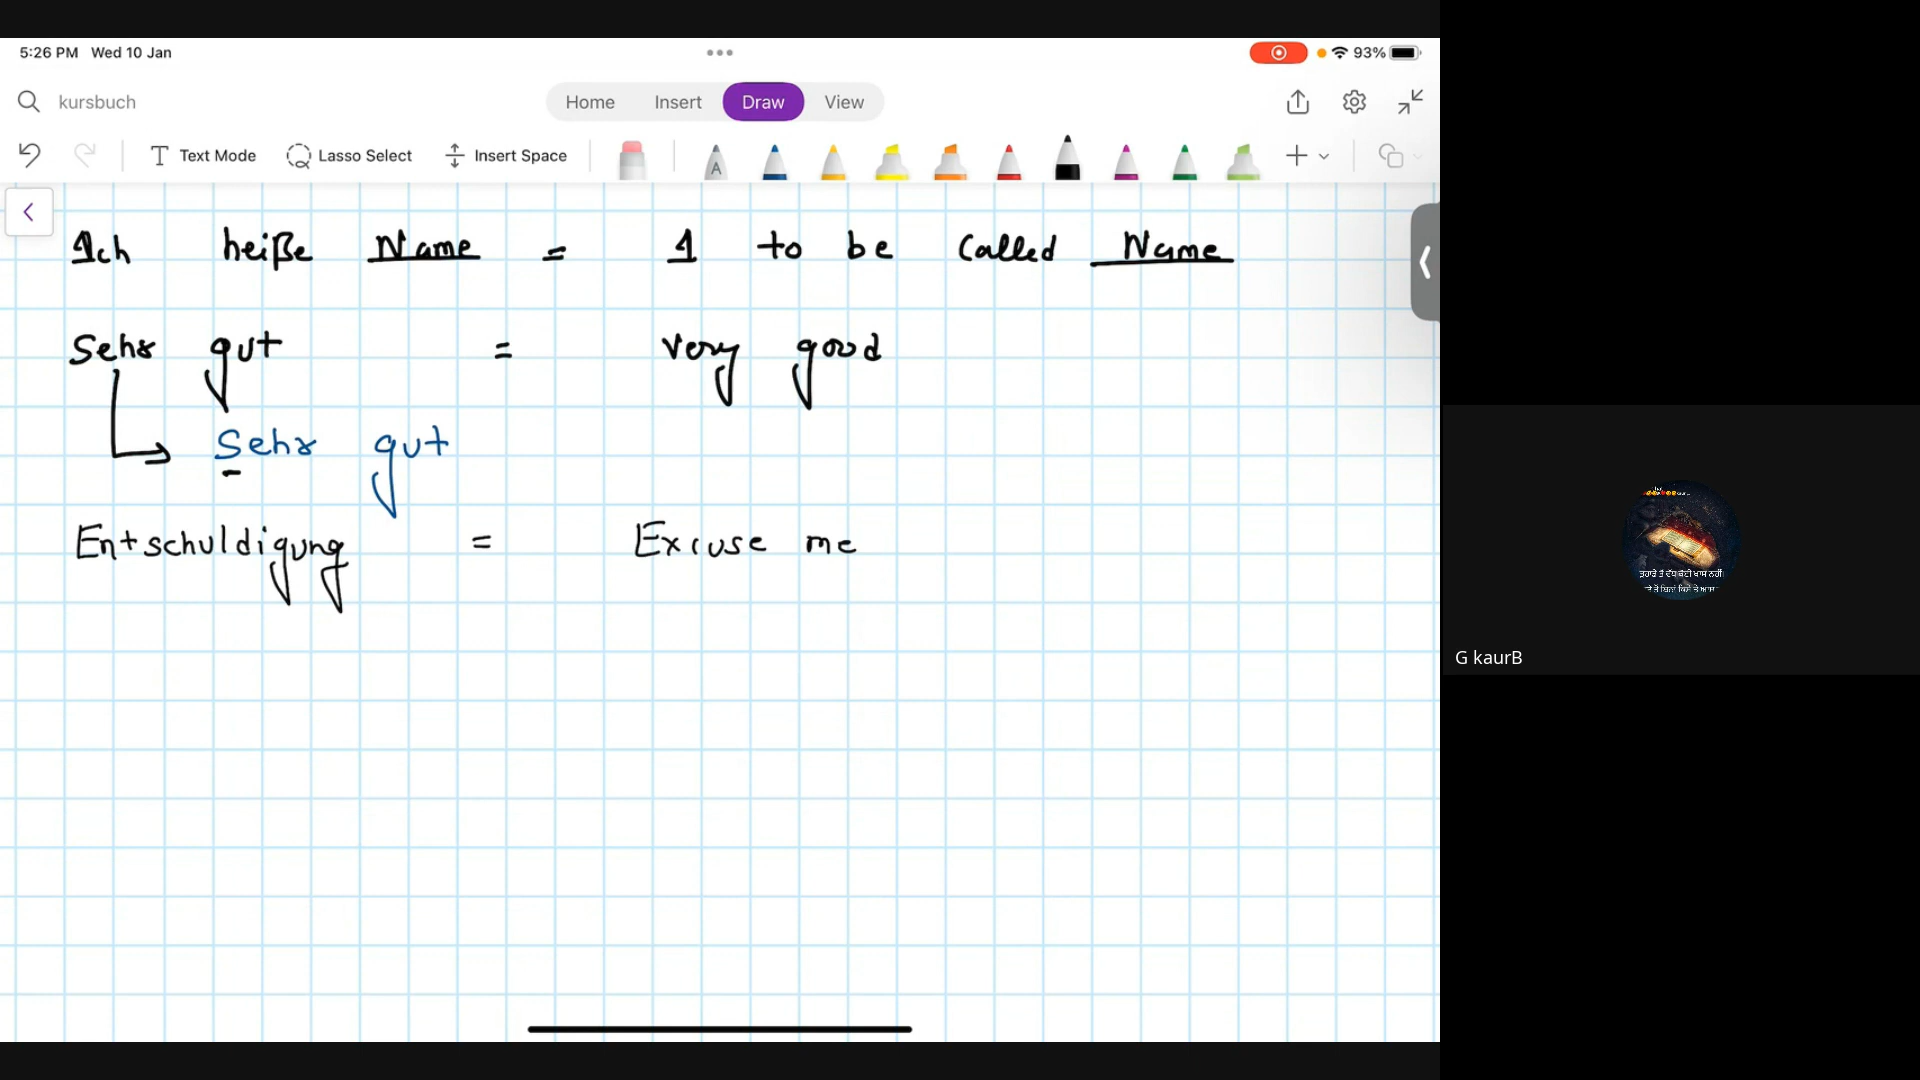 5:26 PM Wed 10 Jan 93%
kursbuch Home Insert Draw View
Text Mode Lasso Select Insert Space A
Ich heiße Name = I to be called Name
Sehr gut = very good
Sehr gut
Entschuldigung = Excuse me
ਤੁਹਾਡੇ ਤੋਂ ਵੱਧ ਕੋਈ ਖਾਸ ਨਹੀਂ
G kaurB